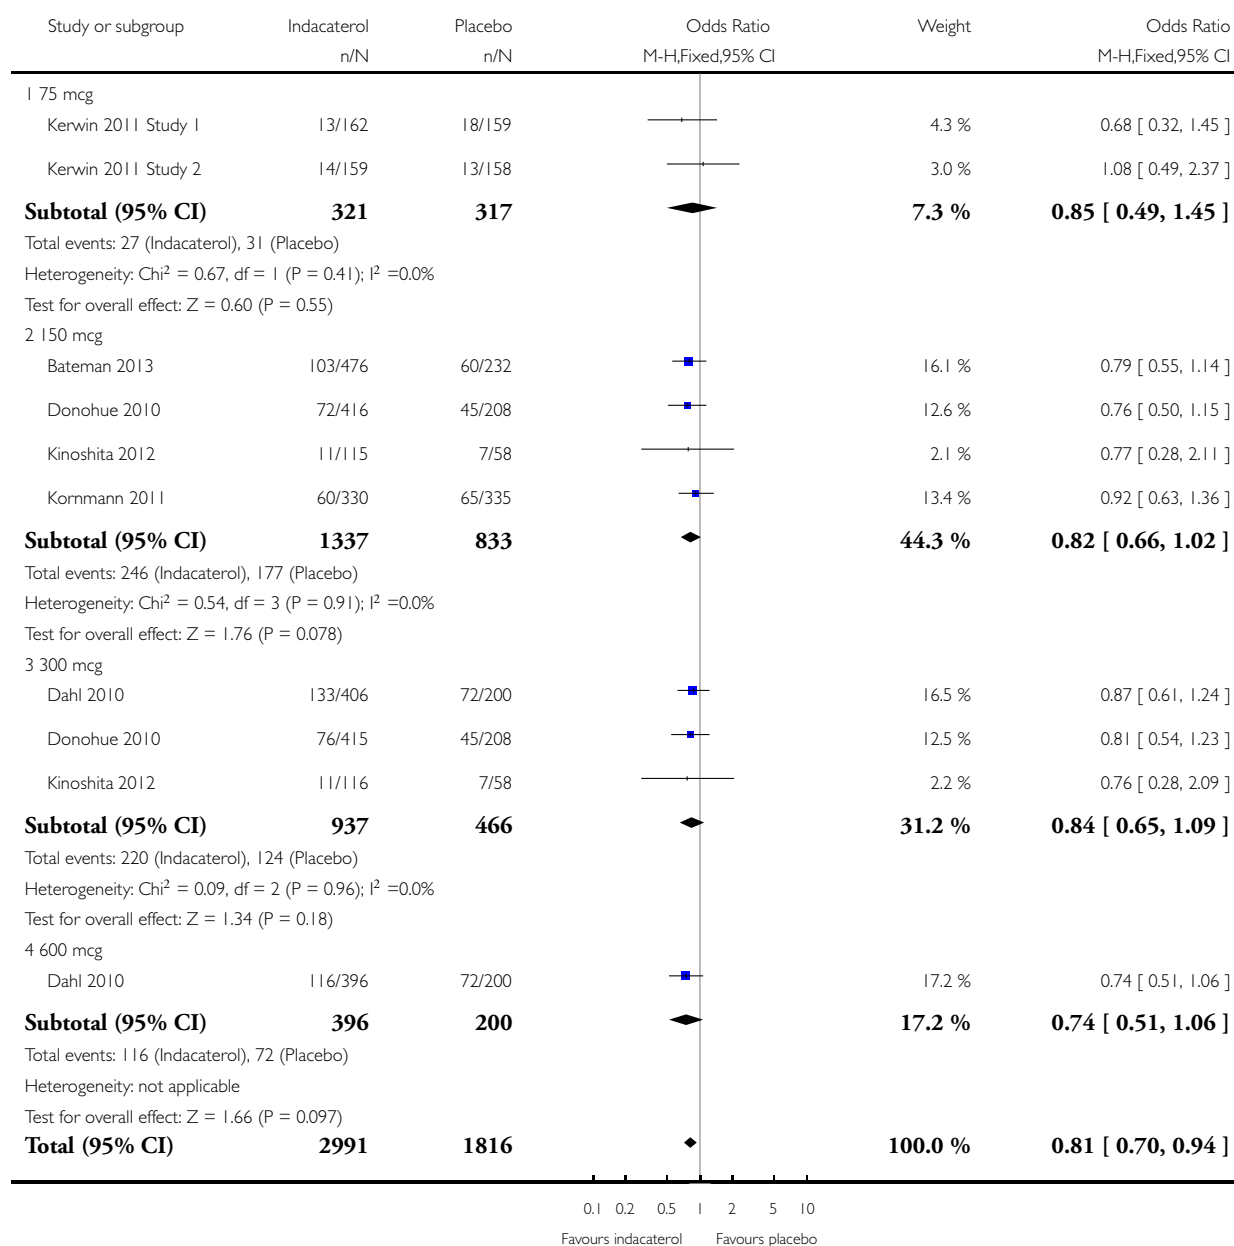 Study or subgroup Indacaterol Placebo Odds Ratio Weight Odds Ratio
n/N n/N M-H,Fixed,95% CI M-H,Fixed,95% CI
1 75 mcg
Kerwin 2011 Study 1 13/162 18/159 4.3 % 0.68 [ 0.32, 1.45 ]
Kerwin 2011 Study 2 14/159 13/158 3.0 % 1.08 [ 0.49, 2.37 ]
Subtotal (95% CI) 321 317 7.3 % 0.85 [ 0.49, 1.45 ]
Total events: 27 (Indacaterol), 31 (Placebo)
Heterogeneity: Chi² = 0.67, df = 1 (P = 0.41); I² =0.0%
Test for overall effect: Z = 0.60 (P = 0.55)
2 150 mcg
Bateman 2013 103/476 60/232 16.1 % 0.79 [ 0.55, 1.14 ]
Donohue 2010 72/416 45/208 12.6 % 0.76 [ 0.50, 1.15 ]
Kinoshita 2012 11/115 7/58 2.1 % 0.77 [ 0.28, 2.11 ]
Kornmann 2011 60/330 65/335 13.4 % 0.92 [ 0.63, 1.36 ]
Subtotal (95% CI) 1337 833 44.3 % 0.82 [ 0.66, 1.02 ]
Total events: 246 (Indacaterol), 177 (Placebo)
Heterogeneity: Chi² = 0.54, df = 3 (P = 0.91); I² =0.0%
Test for overall effect: Z = 1.76 (P = 0.078)
3 300 mcg
Dahl 2010 133/406 72/200 16.5 % 0.87 [ 0.61, 1.24 ]
Donohue 2010 76/415 45/208 12.5 % 0.81 [ 0.54, 1.23 ]
Kinoshita 2012 11/116 7/58 2.2 % 0.76 [ 0.28, 2.09 ]
Subtotal (95% CI) 937 466 31.2 % 0.84 [ 0.65, 1.09 ]
Total events: 220 (Indacaterol), 124 (Placebo)
Heterogeneity: Chi² = 0.09, df = 2 (P = 0.96); I² =0.0%
Test for overall effect: Z = 1.34 (P = 0.18)
4 600 mcg
Dahl 2010 116/396 72/200 17.2 % 0.74 [ 0.51, 1.06 ]
Subtotal (95% CI) 396 200 17.2 % 0.74 [ 0.51, 1.06 ]
Total events: 116 (Indacaterol), 72 (Placebo)
Heterogeneity: not applicable
Test for overall effect: Z = 1.66 (P = 0.097)
Total (95% CI) 2991 1816 100.0 % 0.81 [ 0.70, 0.94 ]
0.1 0.2 0.5 1 2 5 10
Favours indacaterol Favours placebo